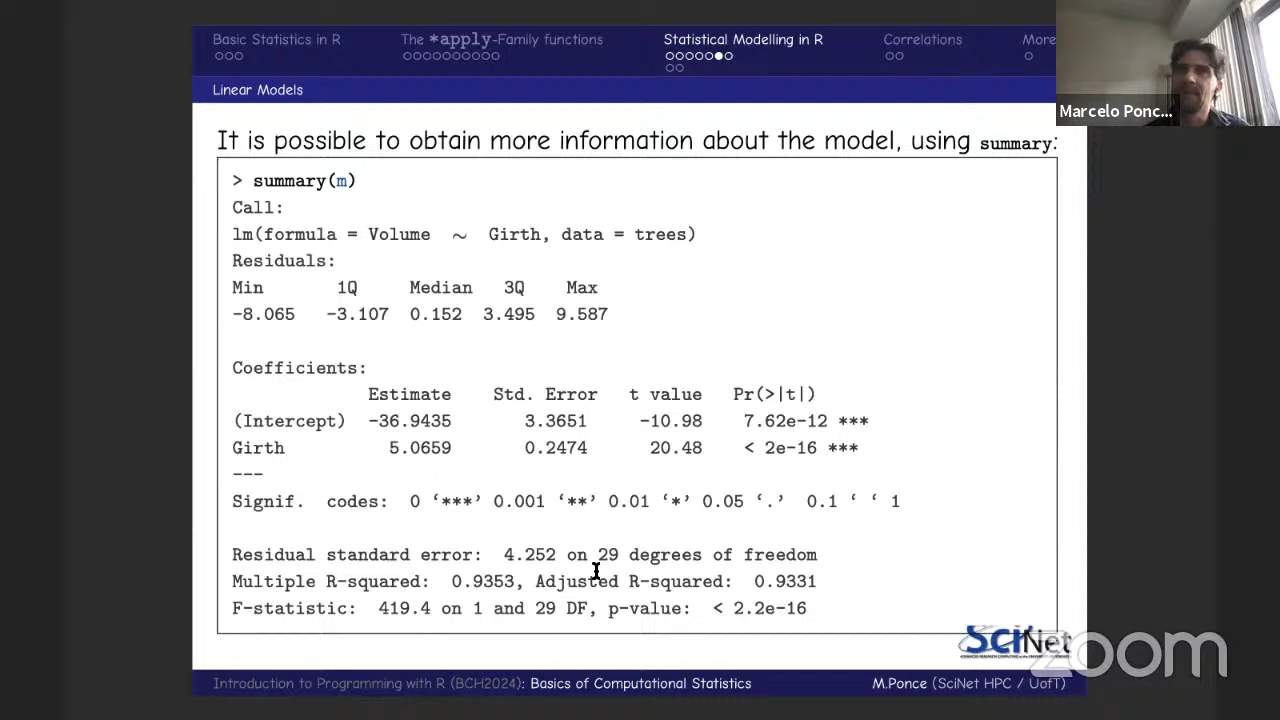 Basic Statistics in R The *apply-Family functions Statistical Modelling in R Correlations More
Linear Models
Marcelo Ponc...
It is possible to obtain more information about the model, using summary:
> summary(m)
Call:
lm(formula = Volume ~ Girth, data = trees)
Residuals:
Min 1Q Median 3Q Max
-8.065 -3.107 0.152 3.495 9.587
Coefficients:
Estimate Std. Error t value Pr(>|t|)
(Intercept) -36.9435 3.3651 -10.98 7.62e-12 ***
Girth 5.0659 0.2474 20.48 < 2e-16 ***
---
Signif. codes: 0 ‘***’ 0.001 ‘**’ 0.01 ‘*’ 0.05 ‘.’ 0.1 ‘ ‘ 1
Residual standard error: 4.252 on 29 degrees of freedom
Multiple R-squared: 0.9353, Adjusted R-squared: 0.9331
F-statistic: 419.4 on 1 and 29 DF, p-value: < 2.2e-16
SciNet
zoom
Introduction to Programming with R (BCH2024): Basics of Computational Statistics M.Ponce (SciNet HPC / UofT)